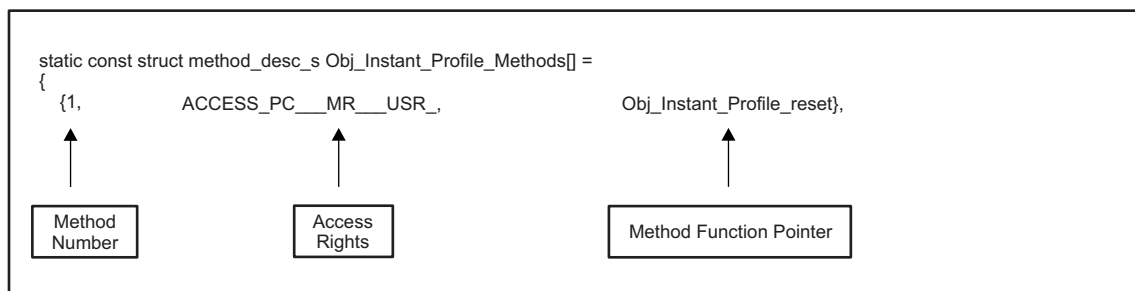 static const struct method_desc_s Obj_Instant_Profile_Methods[] =
{
{1, ACCESS_PC___MR___USR_, Obj_Instant_Profile_reset},
Method
Number
Access
Rights
Method Function Pointer